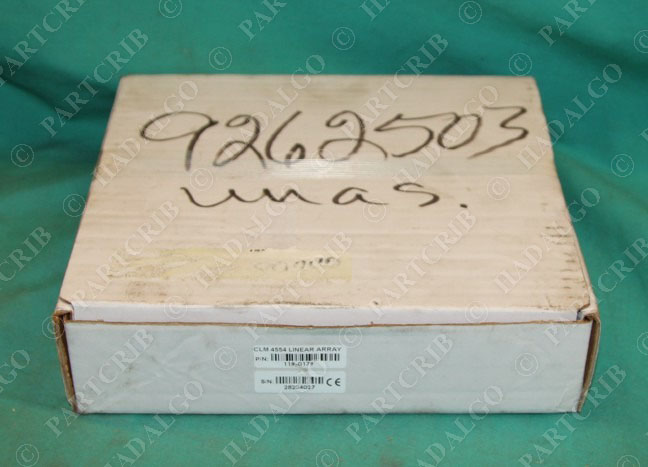 9262503
unas.
CLM 4554 LINEAR ARRAY
P/N:
S/N:
CE
© PARTCRIB
© HADALGO